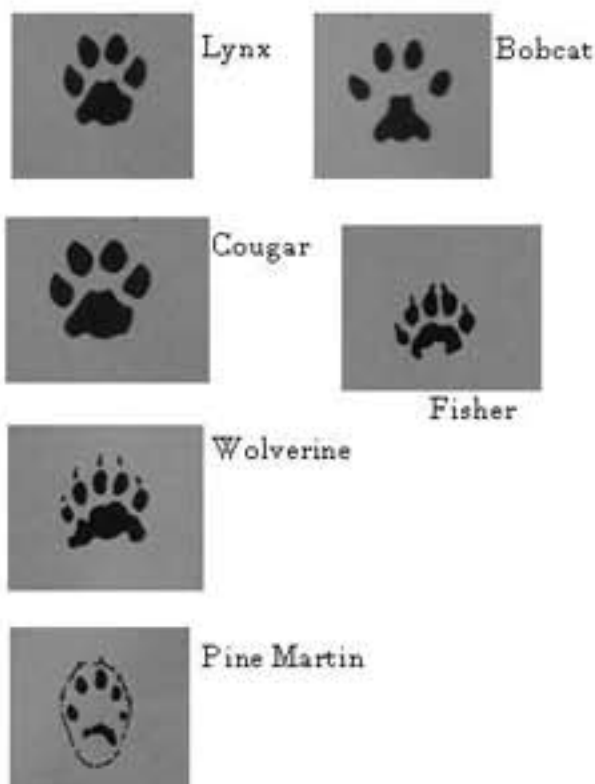 Lynx
Bobcat
Cougar
Fisher
Wolverine
Pine Martin